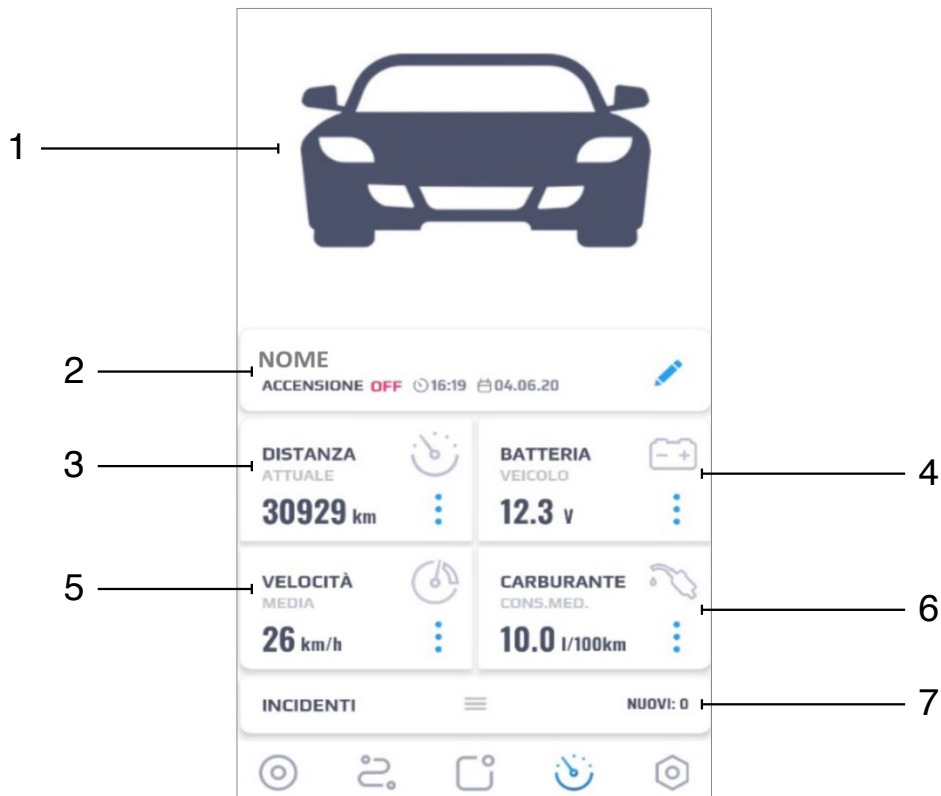 1
2
NOME
ACCENSIONE OFF 16:19 04.06.20
3
DISTANZA
ATTUALE
30929 km
BATTERIA
VEICOLO
12.3 V
4
5
VELOCITÀ
MEDIA
26 km/h
CARBURANTE
CONS.MED.
10.0 l/100km
6
INCIDENTI
NUOVI: 0
7